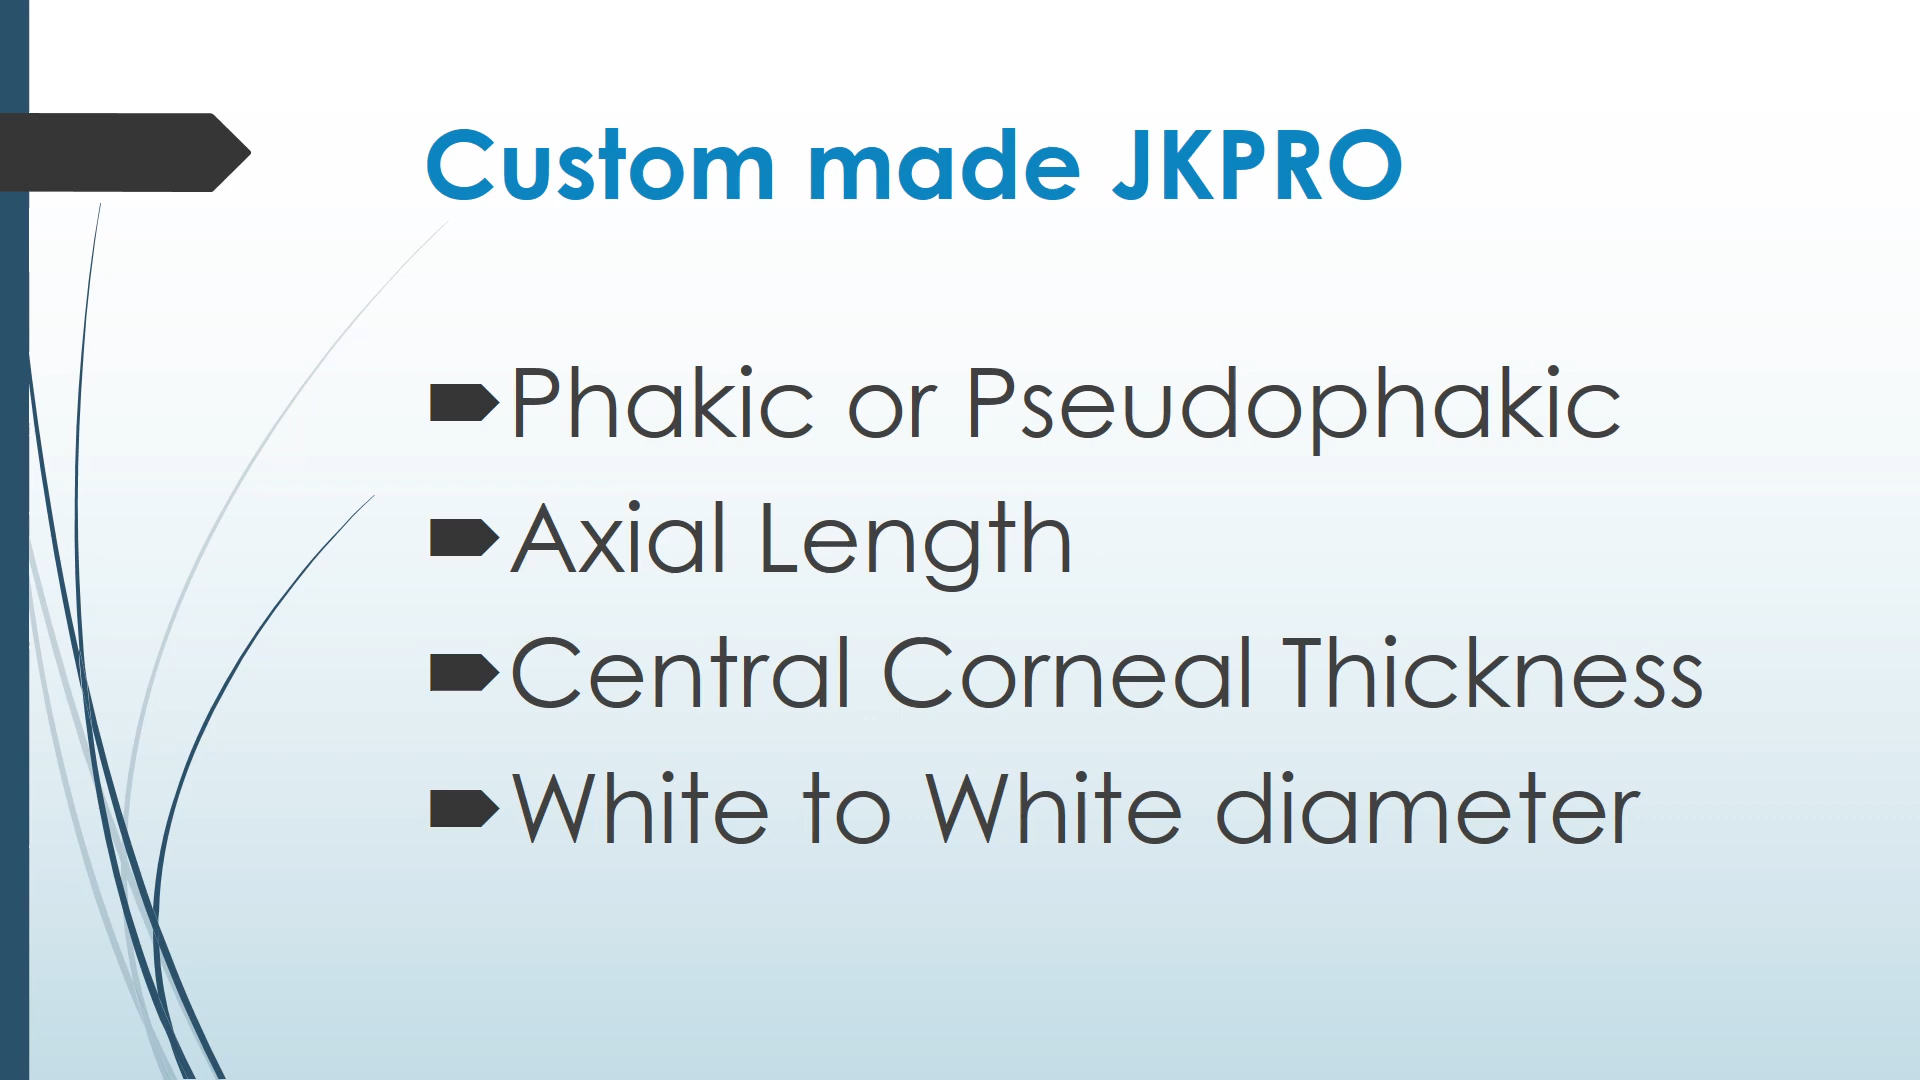 Custom made JKPRO
Phakic or Pseudophakic
Axial Length
Central Corneal Thickness
White to White diameter